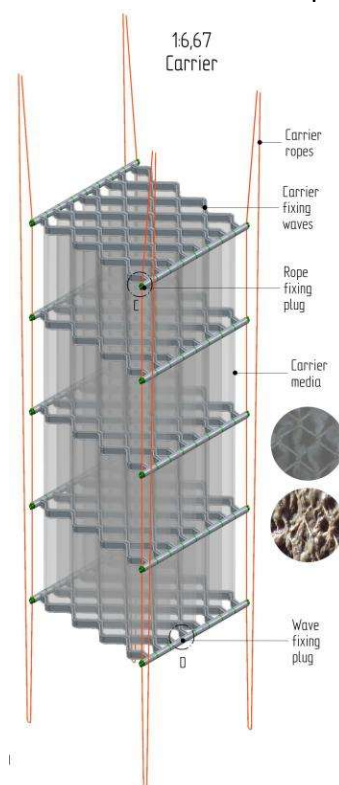 1:6,67
Carrier
Carrier
ropes
Carrier
fixing
waves
Rope
fixing
plug
C
Carrier
media
Wave
fixing
plug
D